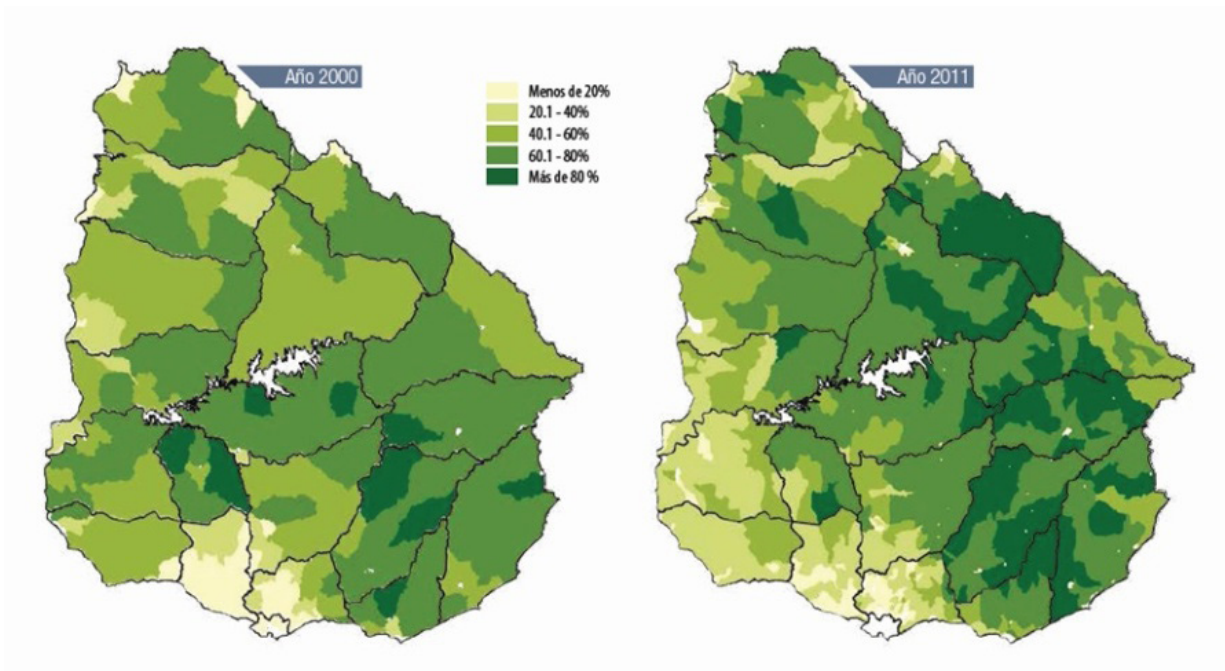 Año 2000
Menos de 20%
20.1 - 40%
40.1 - 60%
60.1 - 80%
Más de 80 %
Año 2011